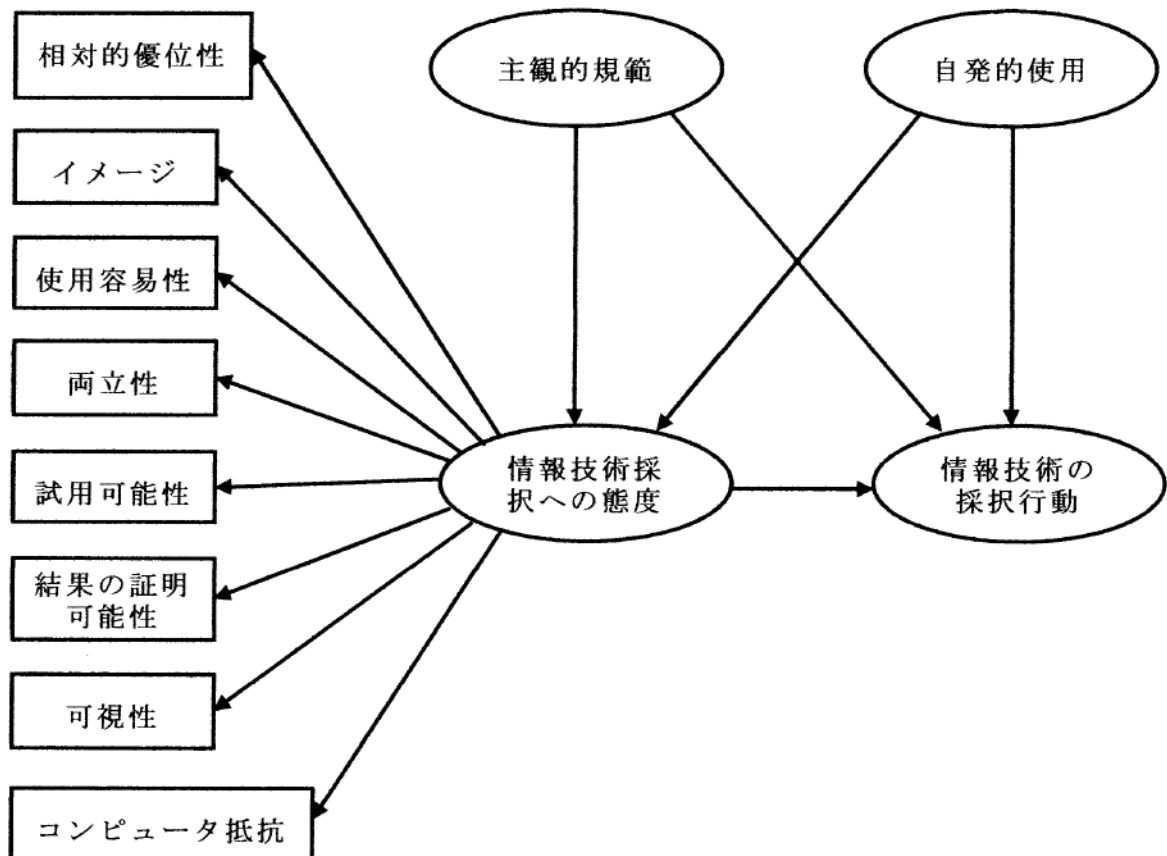 相対的優位性
主観的規範
自発的使用
イメージ
使用容易性
両立性
試用可能性
情報技術採
択への態度
情報技術の
採択行動
結果の証明
可能性
可視性
コンピュータ抵抗